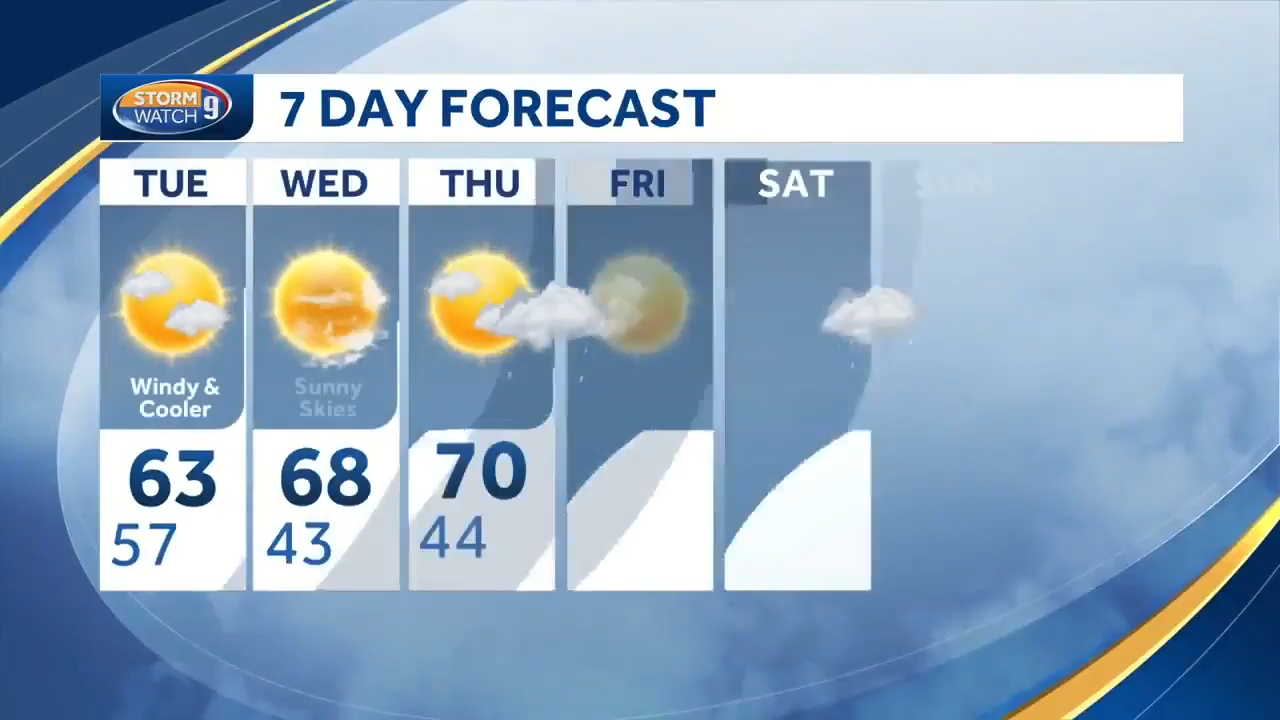 STORM
WATCH 9
7 DAY FORECAST
TUE
WED
THU
FRI
SAT
SUN
Windy &
Cooler
Sunny
Skies
63
68
70
57
43
44